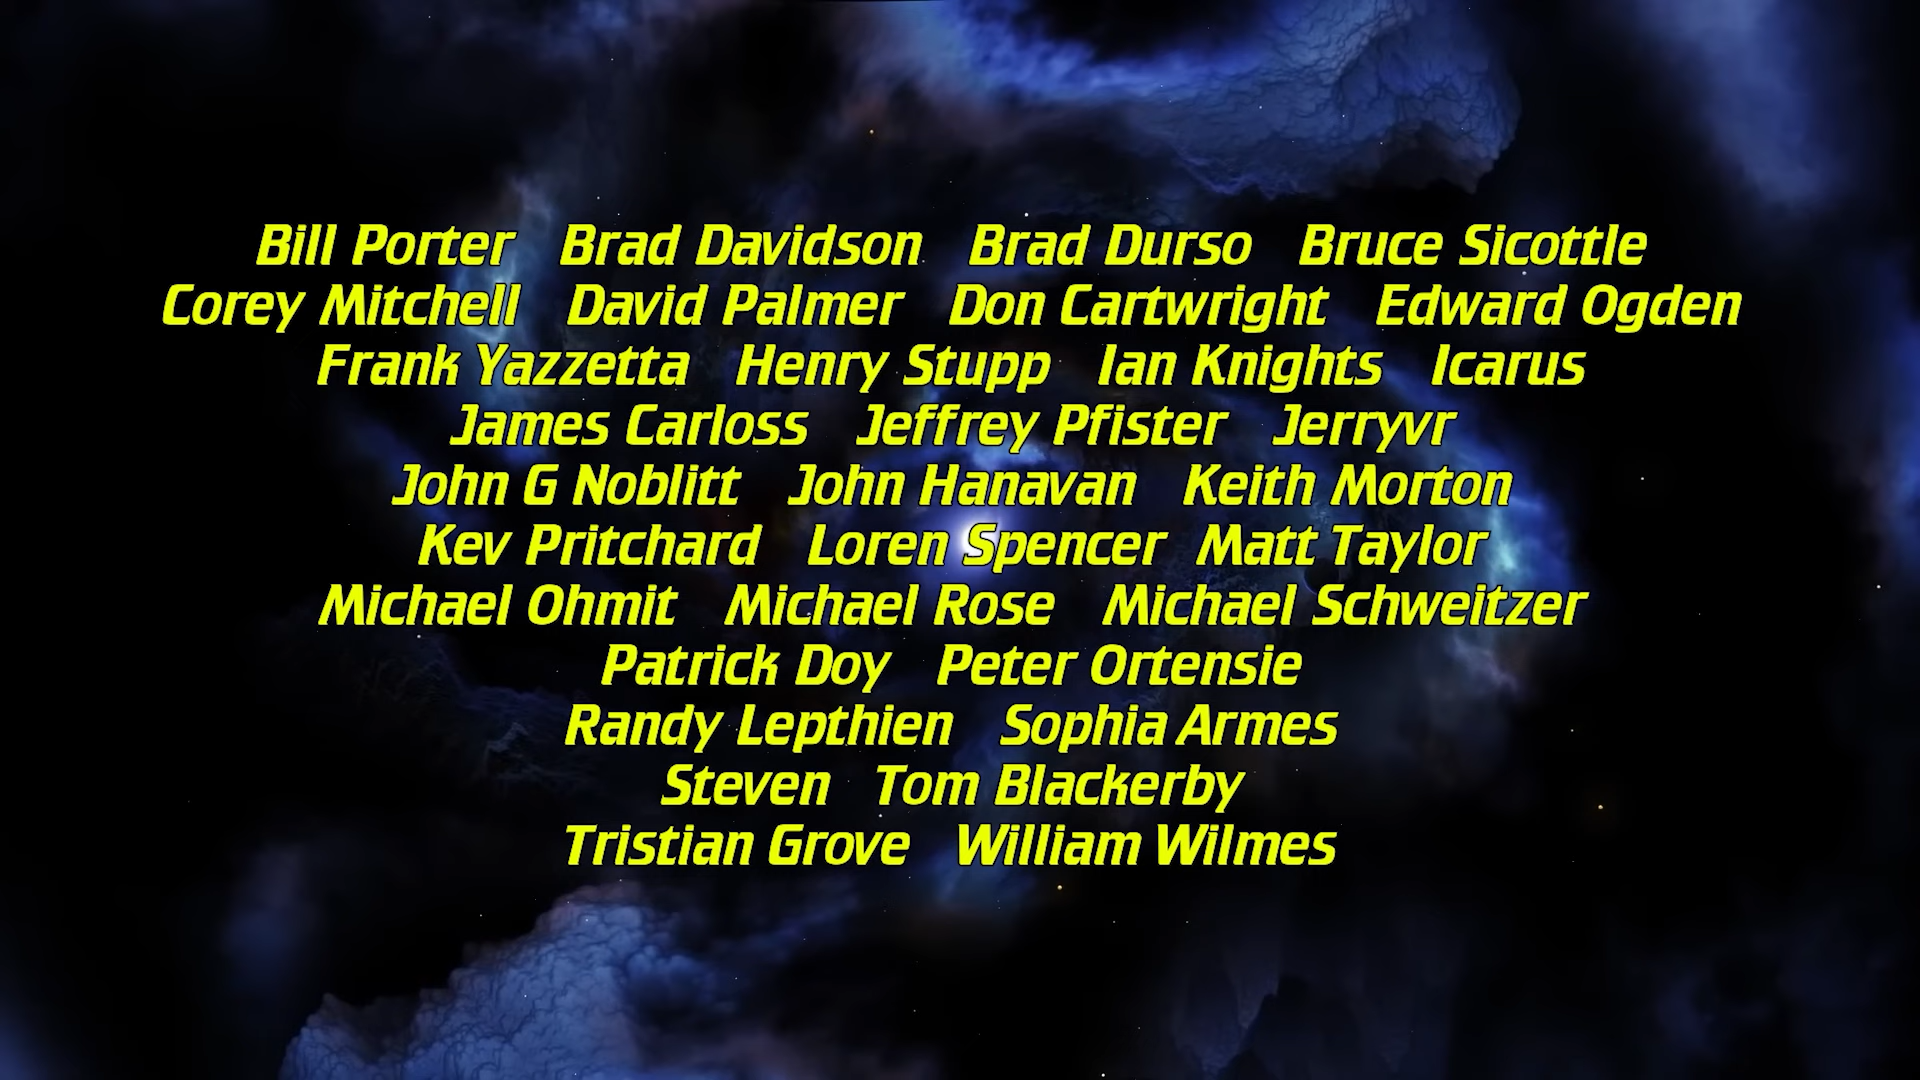 Bill Porter   Brad Davidson   Brad Durso   Bruce Sicottle
Corey Mitchell   David Palmer   Don Cartwright   Edward Ogden
Frank Yazzetta   Henry Stupp   Ian Knights   Icarus
James Carloss   Jeffrey Pfister   Jerryvr
John G Noblitt   John Hanavan   Keith Morton
Kev Pritchard   Loren Spencer   Matt Taylor
Michael Ohmit   Michael Rose   Michael Schweitzer
Patrick Doy   Peter Ortensie
Randy Lepthien   Sophia Armes
Steven   Tom Blackerby
Tristian Grove   William Wilmes